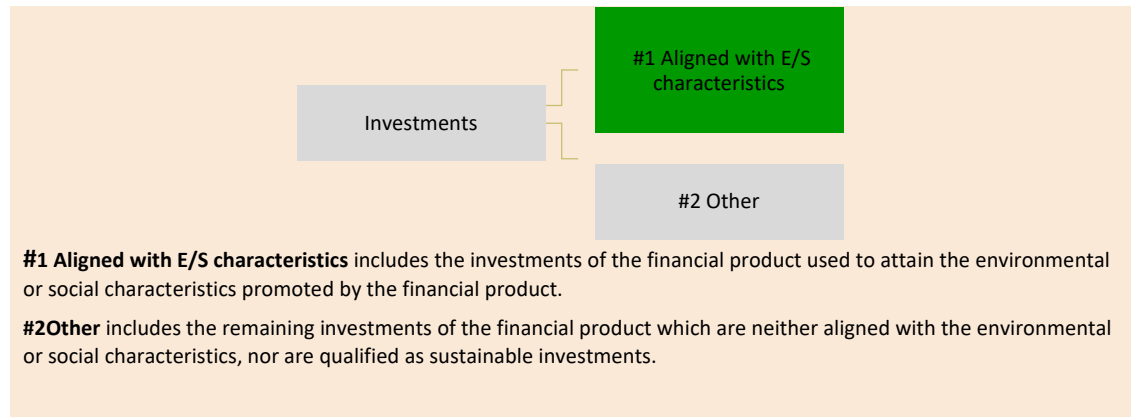 #1 Aligned with E/S
characteristics
Investments
#2 Other
#1 Aligned with E/S characteristics includes the investments of the financial product used to attain the environmental
or social characteristics promoted by the financial product.
#2Other includes the remaining investments of the financial product which are neither aligned with the environmental
or social characteristics, nor are qualified as sustainable investments.